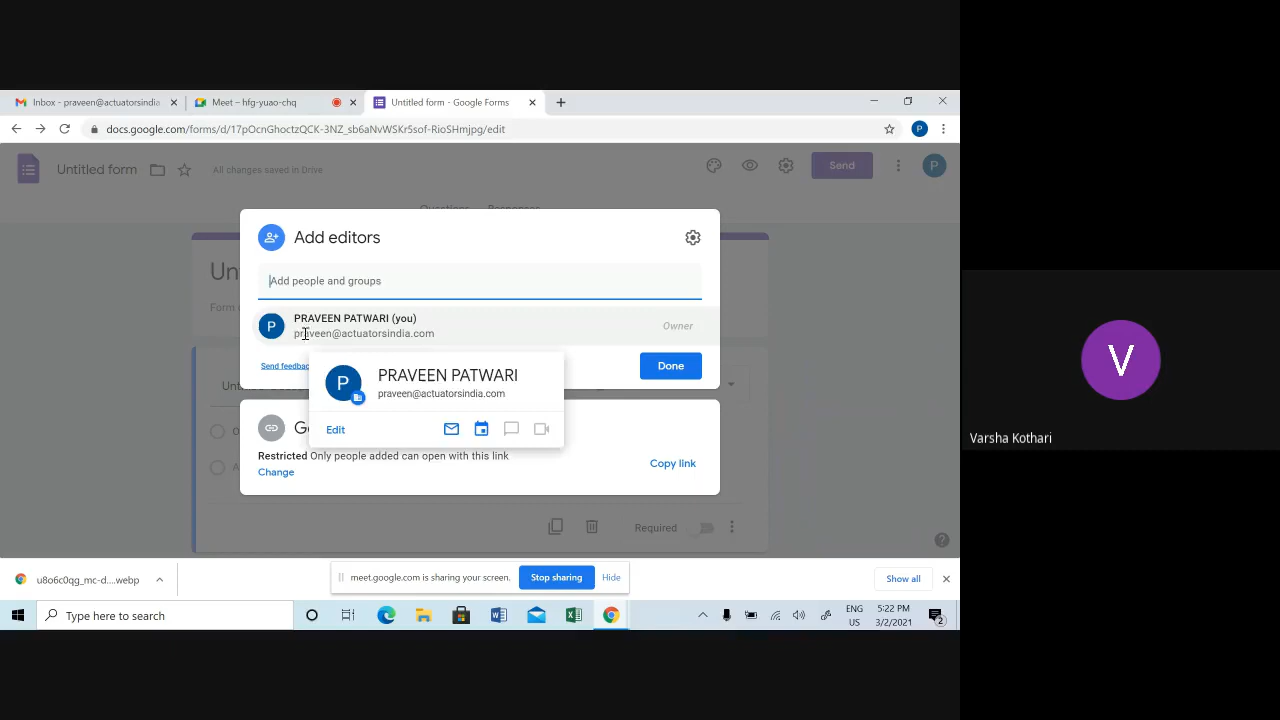 Inbox - praveen@actuatorsindia
Meet – hfg-yuao-chq
Untitled form - Google Forms
docs.google.com/forms/d/17pOcnGhoctzQCK-3NZ_sb6aNvWSKr5sof-RioSHmjpg/edit
P
Untitled form
All changes saved in Drive
Send
P
Questions Responses
Add editors
Add people and groups
P
PRAVEEN PATWARI (you)
praveen@actuatorsindia.com
Owner
Send feedbac
Done
P
PRAVEEN PATWARI
praveen@actuatorsindia.com
Edit
Restricted Only people added can open with this link
Change
Copy link
Required
u8o6c0qg_mc-d....webp
meet.google.com is sharing your screen.
Stop sharing
Hide
Show all
Type here to search
ENG
US
5:22 PM
3/2/2021
2
V
Varsha Kothari